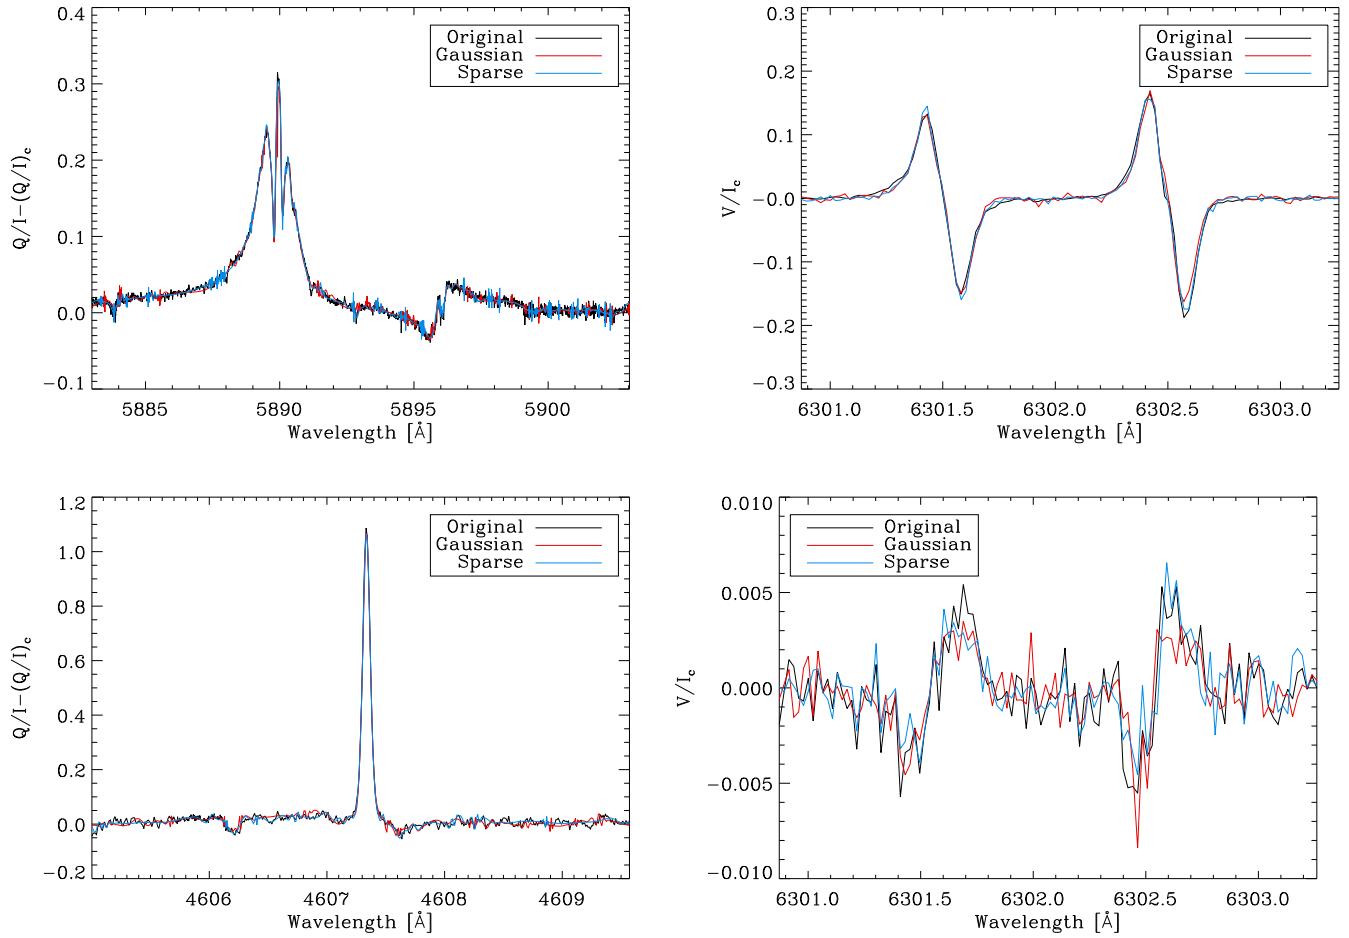 0.4
0.3
0.2
0.1
0.0
−0.1
Q/I−(Q/I)c
Original
Gaussian
Sparse
5885
5890
5895
5900
Wavelength [Å]
0.3
0.2
0.1
−0.0
−0.1
−0.2
−0.3
V/Ic
Original
Gaussian
Sparse
6301.0
6301.5
6302.0
6302.5
6303.0
Wavelength [Å]
1.2
1.0
0.8
0.6
0.4
0.2
0.0
−0.2
Q/I−(Q/I)c
Original
Gaussian
Sparse
4606
4607
4608
4609
Wavelength [Å]
0.010
0.005
0.000
−0.005
−0.010
V/Ic
Original
Gaussian
Sparse
6301.0
6301.5
6302.0
6302.5
6303.0
Wavelength [Å]